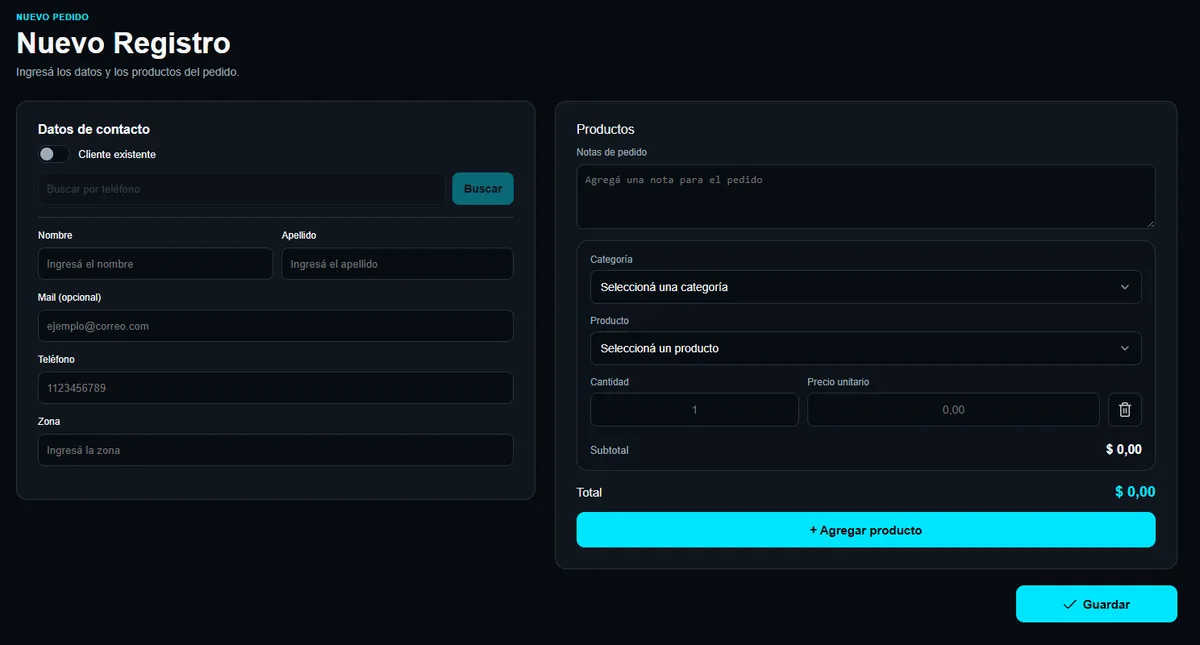 NUEVO PEDIDO
Nuevo Registro
Ingresá los datos y los productos del pedido.
Datos de contacto
Cliente existente
Buscar por teléfono
Buscar
Nombre
Apellido
Ingresá el nombre
Ingresá el apellido
Mail (opcional)
ejemplo@correo.com
Teléfono
1123456789
Zona
Ingresá la zona
Productos
Notas de pedido
Agregá una nota para el pedido
Categoría
Seleccioná una categoría
Producto
Seleccioná un producto
Cantidad
Precio unitario
1
0,00
Subtotal
$ 0,00
Total
$ 0,00
+ Agregar producto
Guardar